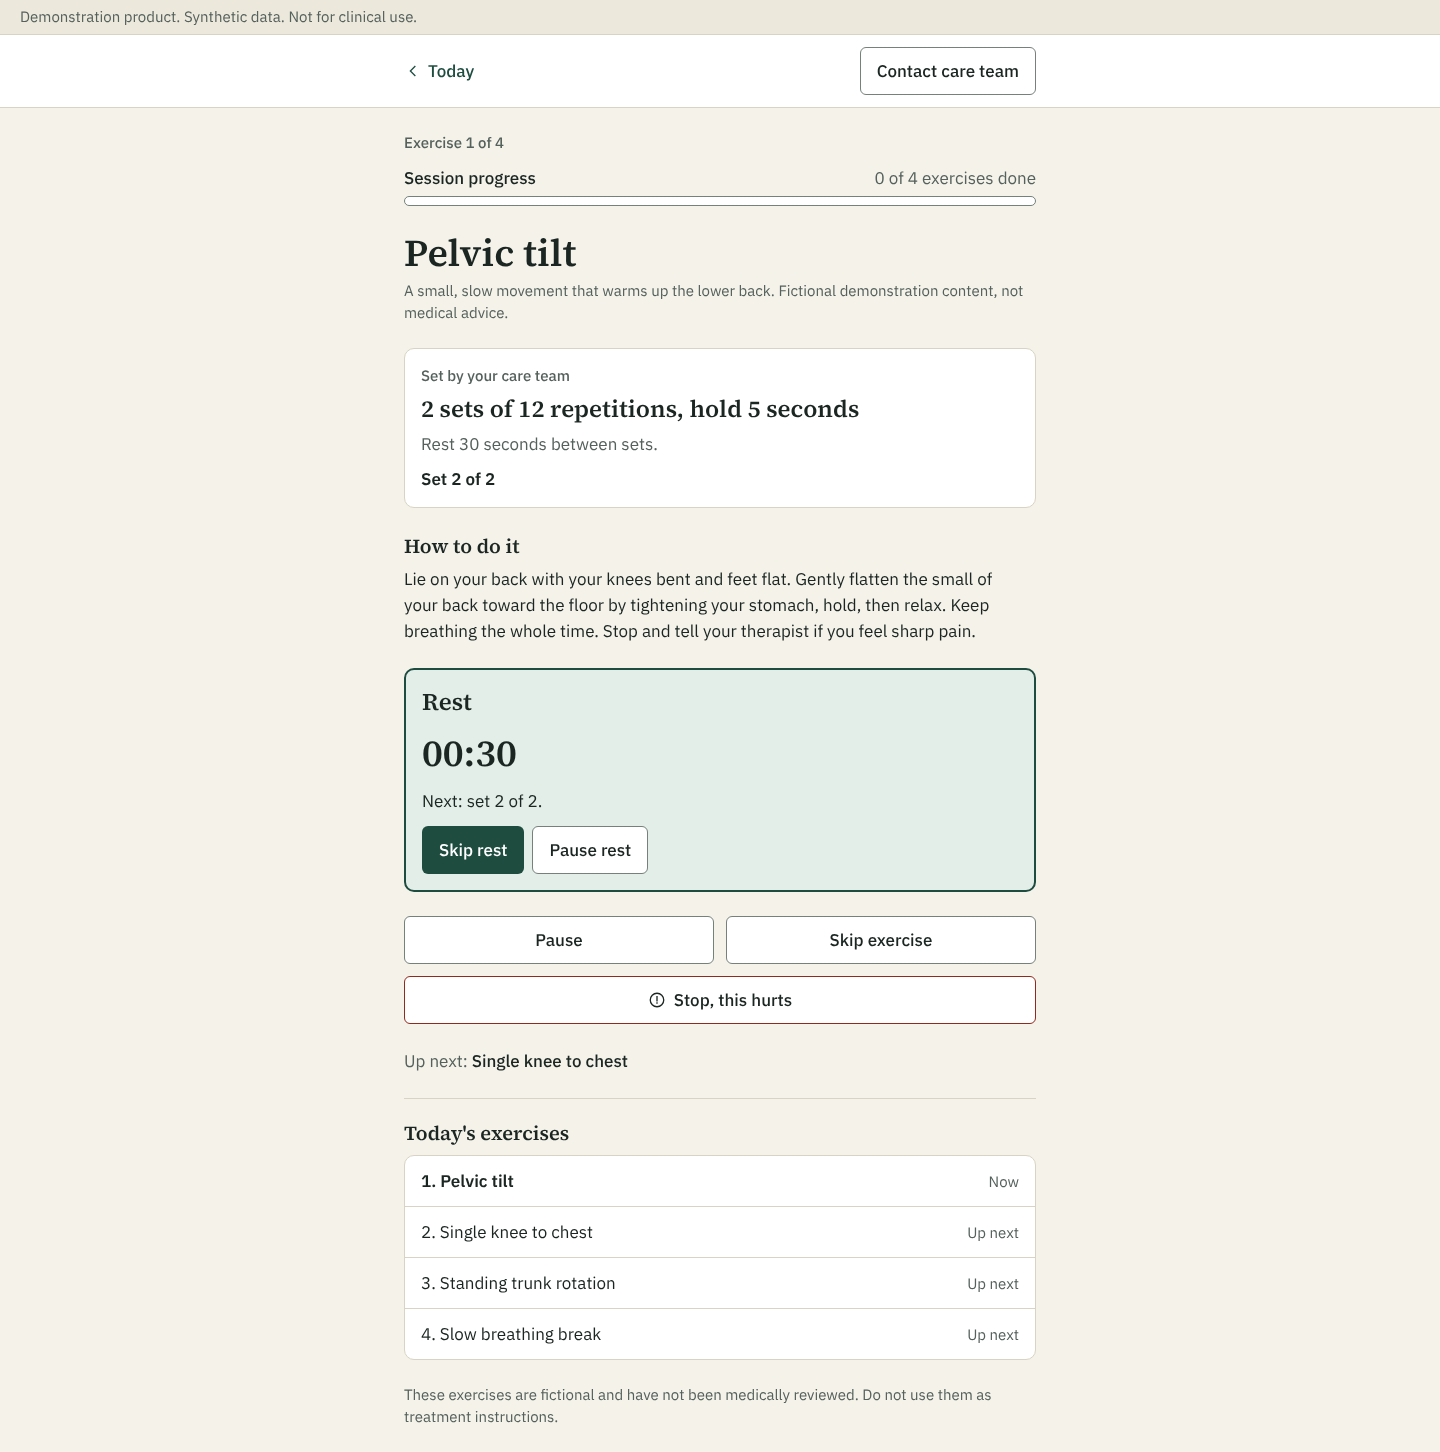 Demonstration product. Synthetic data. Not for clinical use.
Today
Contact care team
Exercise 1 of 4
Session progress
0 of 4 exercises done
Pelvic tilt
A small, slow movement that warms up the lower back. Fictional demonstration content, not
medical advice.
Set by your care team
2 sets of 12 repetitions, hold 5 seconds
Rest 30 seconds between sets.
Set 2 of 2
How to do it
Lie on your back with your knees bent and feet flat. Gently flatten the small of
your back toward the floor by tightening your stomach, hold, then relax. Keep
breathing the whole time. Stop and tell your therapist if you feel sharp pain.
Rest
00:30
Next: set 2 of 2.
Skip rest
Pause rest
Pause
Skip exercise
Stop, this hurts
Up next: Single knee to chest
Today's exercises
1. Pelvic tilt
Now
2. Single knee to chest
Up next
3. Standing trunk rotation
Up next
4. Slow breathing break
Up next
These exercises are fictional and have not been medically reviewed. Do not use them as
treatment instructions.